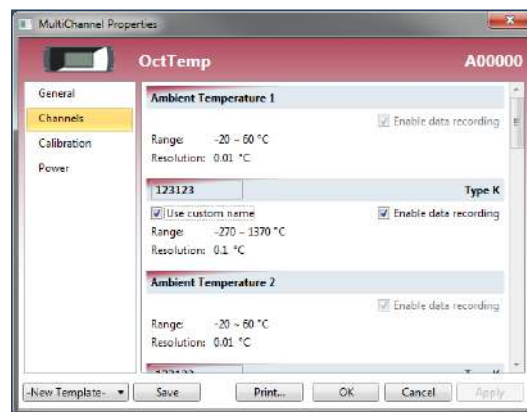 MultiChannel Properties
OctTemp A00000
General
Channels
Calibration
Power
Ambient Temperature 1
Enable data recording
Range: -20 ~ 60 °C
Resolution: 0.01 °C
123123 Type K
Use custom name Enable data recording
Range: -270 ~ 1370 °C
Resolution: 0.1 °C
Ambient Temperature 2
Enable data recording
Range: -20 ~ 60 °C
Resolution: 0.01 °C
-New Template- Save Print... OK Cancel Apply